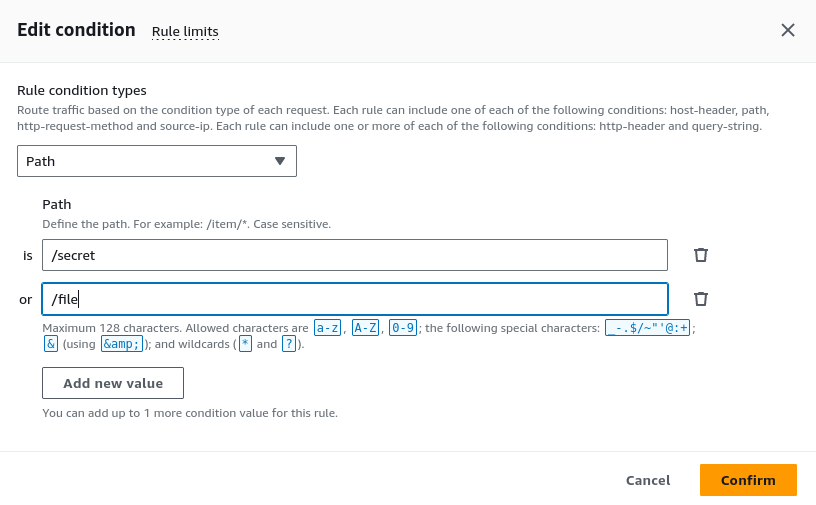 Edit condition Rule limits
Rule condition types
Route traffic based on the condition type of each request. Each rule can include one of each of the following conditions: host-header, path,
http-request-method and source-ip. Each rule can include one or more of each of the following conditions: http-header and query-string.
Path
Path
Define the path. For example: /item/*. Case sensitive.
is /secret
or /file
Maximum 128 characters. Allowed characters are a-z, A-Z, 0-9; the following special characters: _-.$/~"'@:+;
& (using &amp;); and wildcards (* and ?).
Add new value
You can add up to 1 more condition value for this rule.
Cancel Confirm